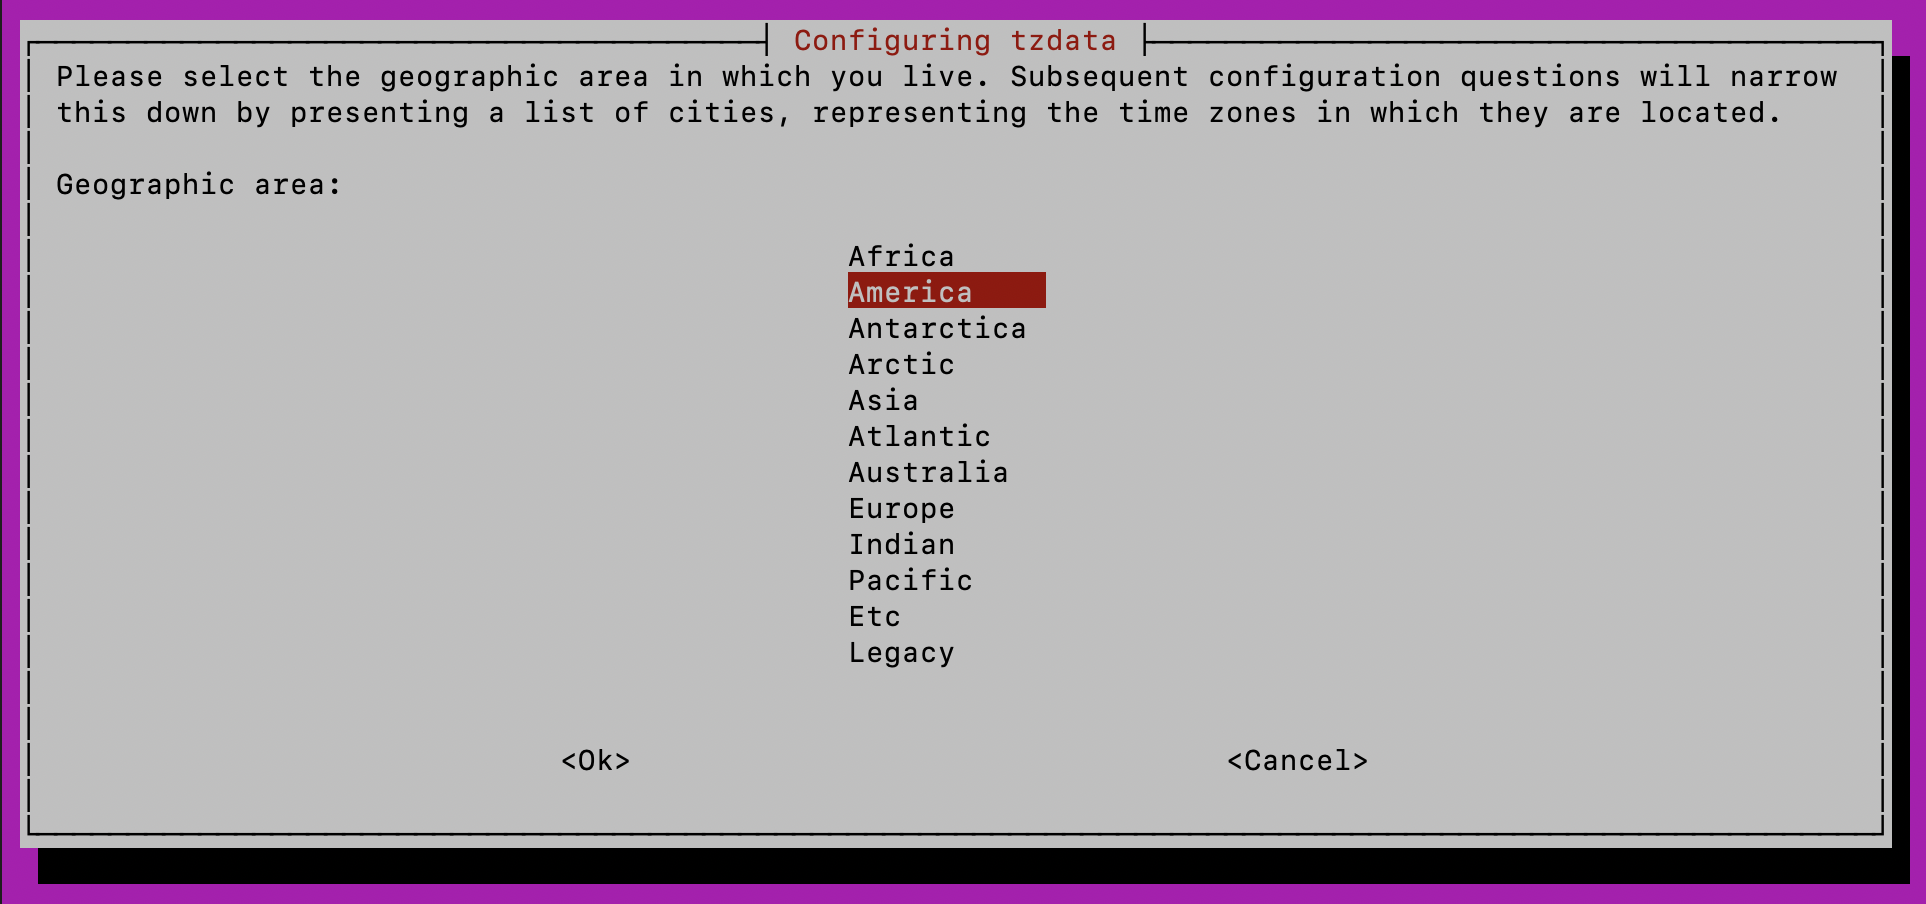 Configuring tzdata
Please select the geographic area in which you live. Subsequent configuration questions will narrow
this down by presenting a list of cities, representing the time zones in which they are located.
Geographic area:
Africa
America
Antarctica
Arctic
Asia
Atlantic
Australia
Europe
Indian
Pacific
Etc
Legacy
<Ok> <Cancel>